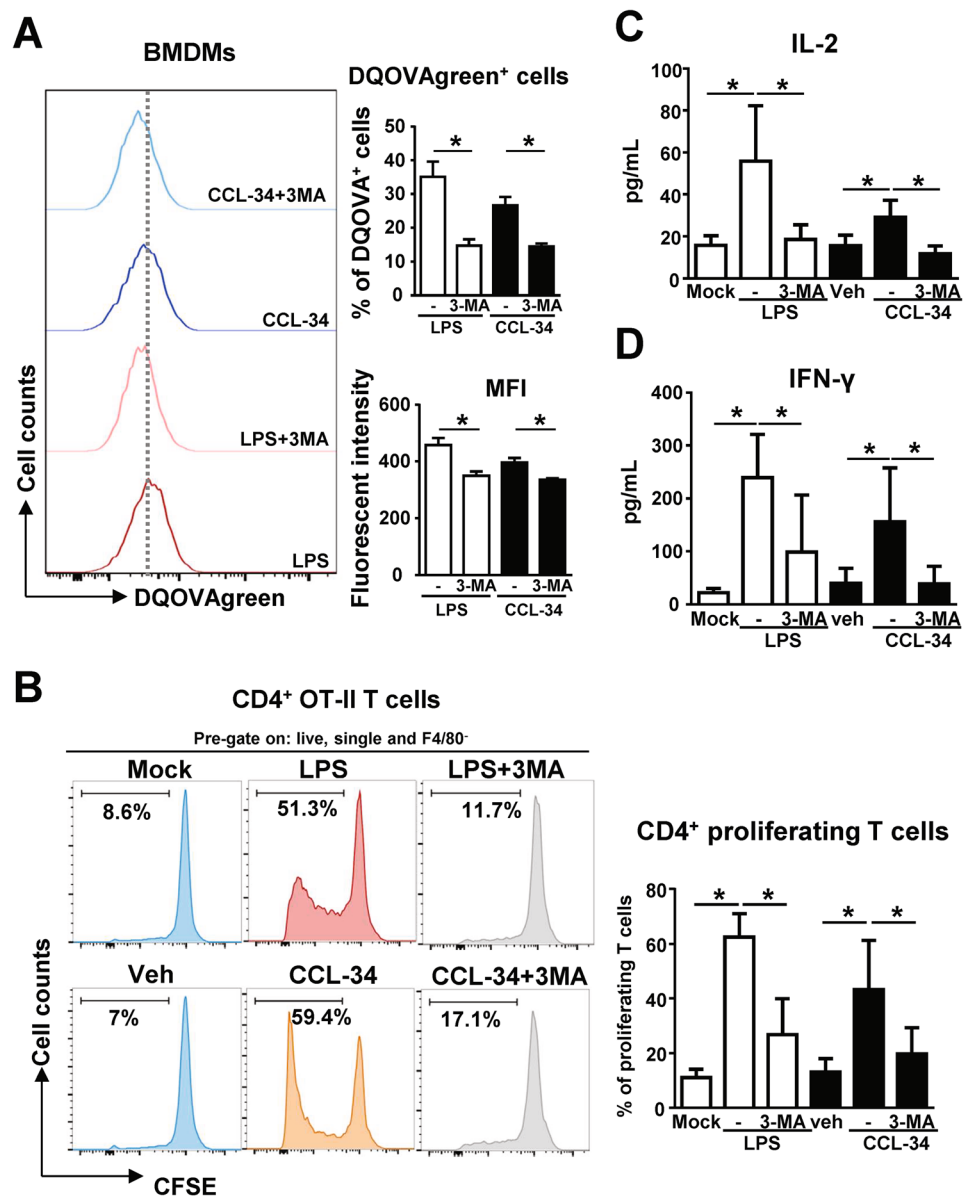 A
BMDMs
CCL-34+3MA
CCL-34
LPS+3MA
LPS
Cell counts
DQOVAgreen
DQOVAgreen⁺ cells
% of DQOVA⁺ cells
50
40
30
20
10
0
*
*
- 3-MA - 3-MA
LPS CCL-34
MFI
Fluorescent intensity
600
400
200
0
*
*
- 3-MA - 3-MA
LPS CCL-34
C
IL-2
pg/mL
100
80
60
40
20
0
* * * *
Mock - 3-MA Veh - 3-MA
LPS CCL-34
D
IFN-γ
pg/mL
400
300
200
100
0
* * * *
Mock - 3-MA veh - 3-MA
LPS CCL-34
B
CD4⁺ OT-II T cells
Pre-gate on: live, single and F4/80⁻
Mock LPS LPS+3MA
8.6% 51.3% 11.7%
Veh CCL-34 CCL-34+3MA
7% 59.4% 17.1%
Cell counts
CFSE
CD4⁺ proliferating T cells
% of proliferating T cells
80
60
40
20
0
* * * *
Mock - 3-MA veh - 3-MA
LPS CCL-34